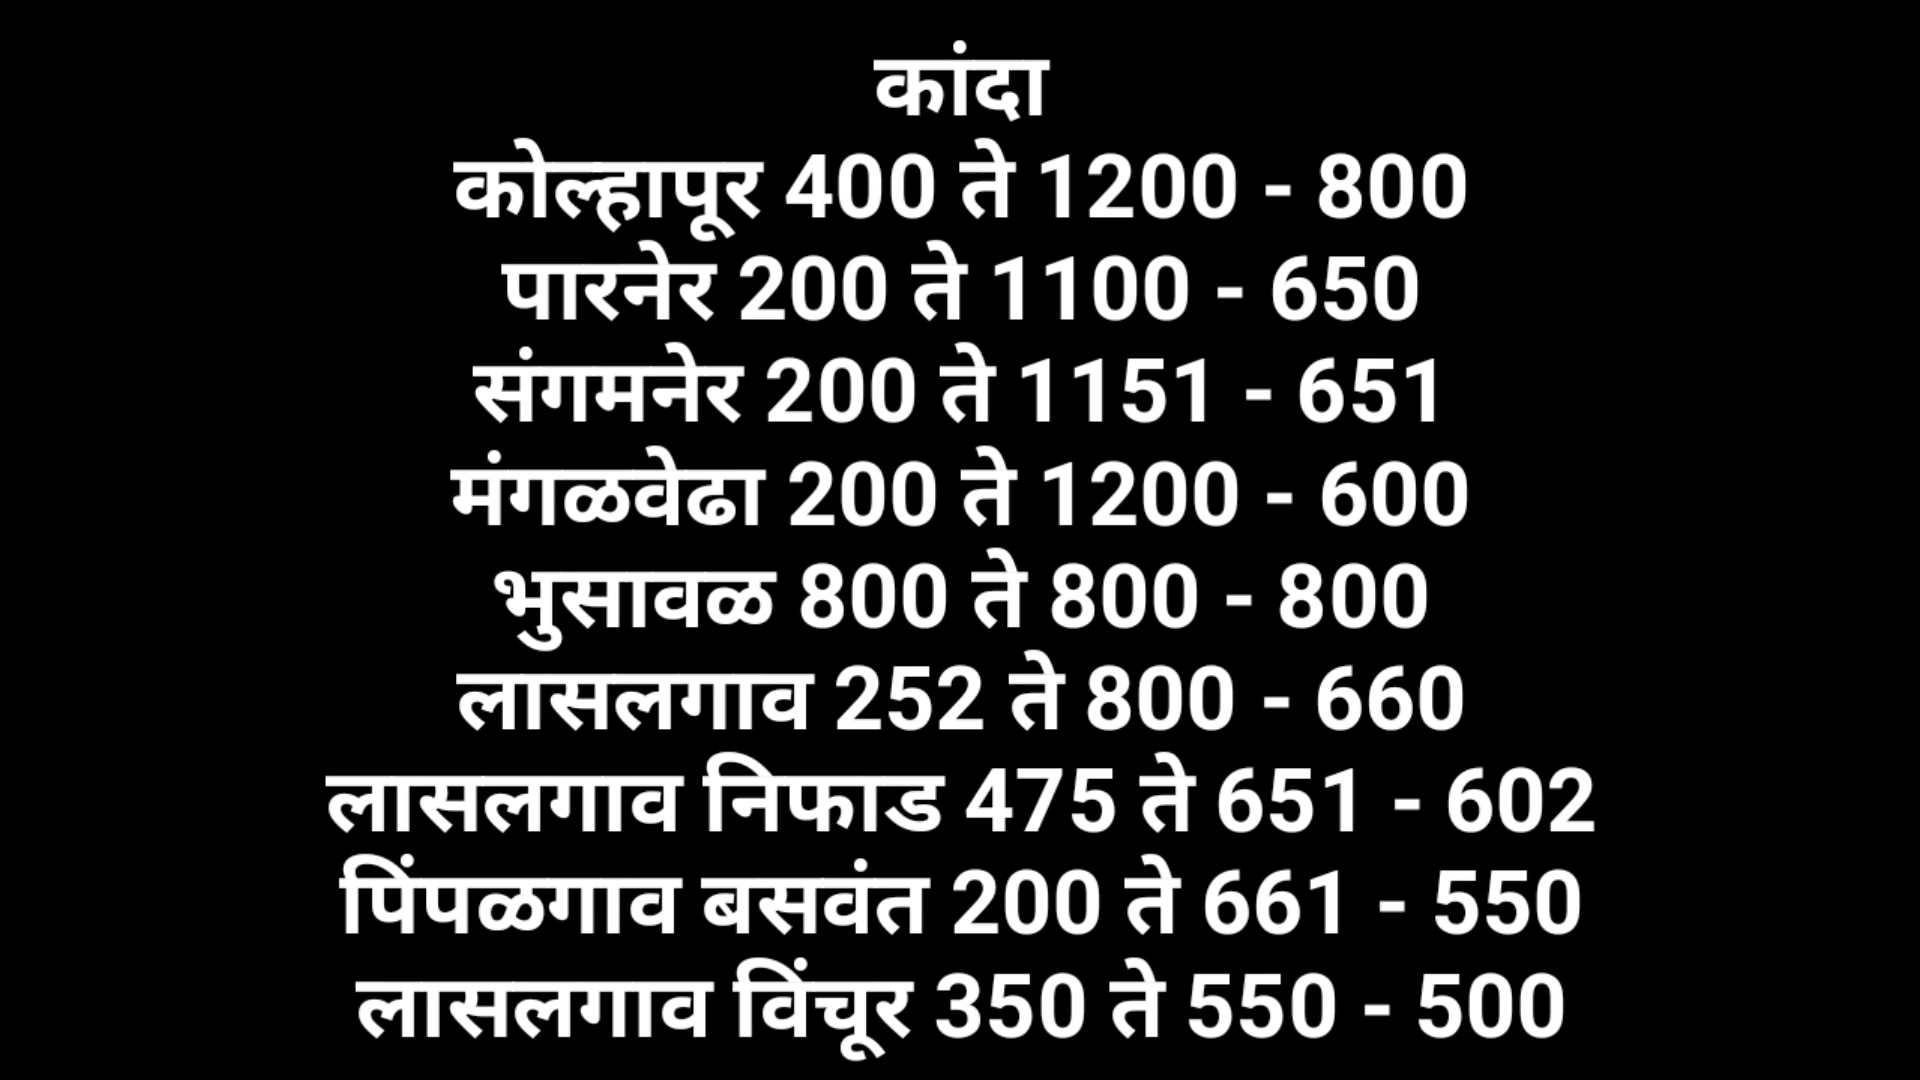 कांदा
कोल्हापूर 400 ते 1200 - 800
पारनेर 200 ते 1100 - 650
संगमनेर 200 ते 1151 - 651
मंगळवेढा 200 ते 1200 - 600
भुसावळ 800 ते 800 - 800
लासलगाव 252 ते 800 - 660
लासलगाव निफाड 475 ते 651 - 602
पिंपळगाव बसवंत 200 ते 661 - 550
लासलगाव विंचूर 350 ते 550 - 500